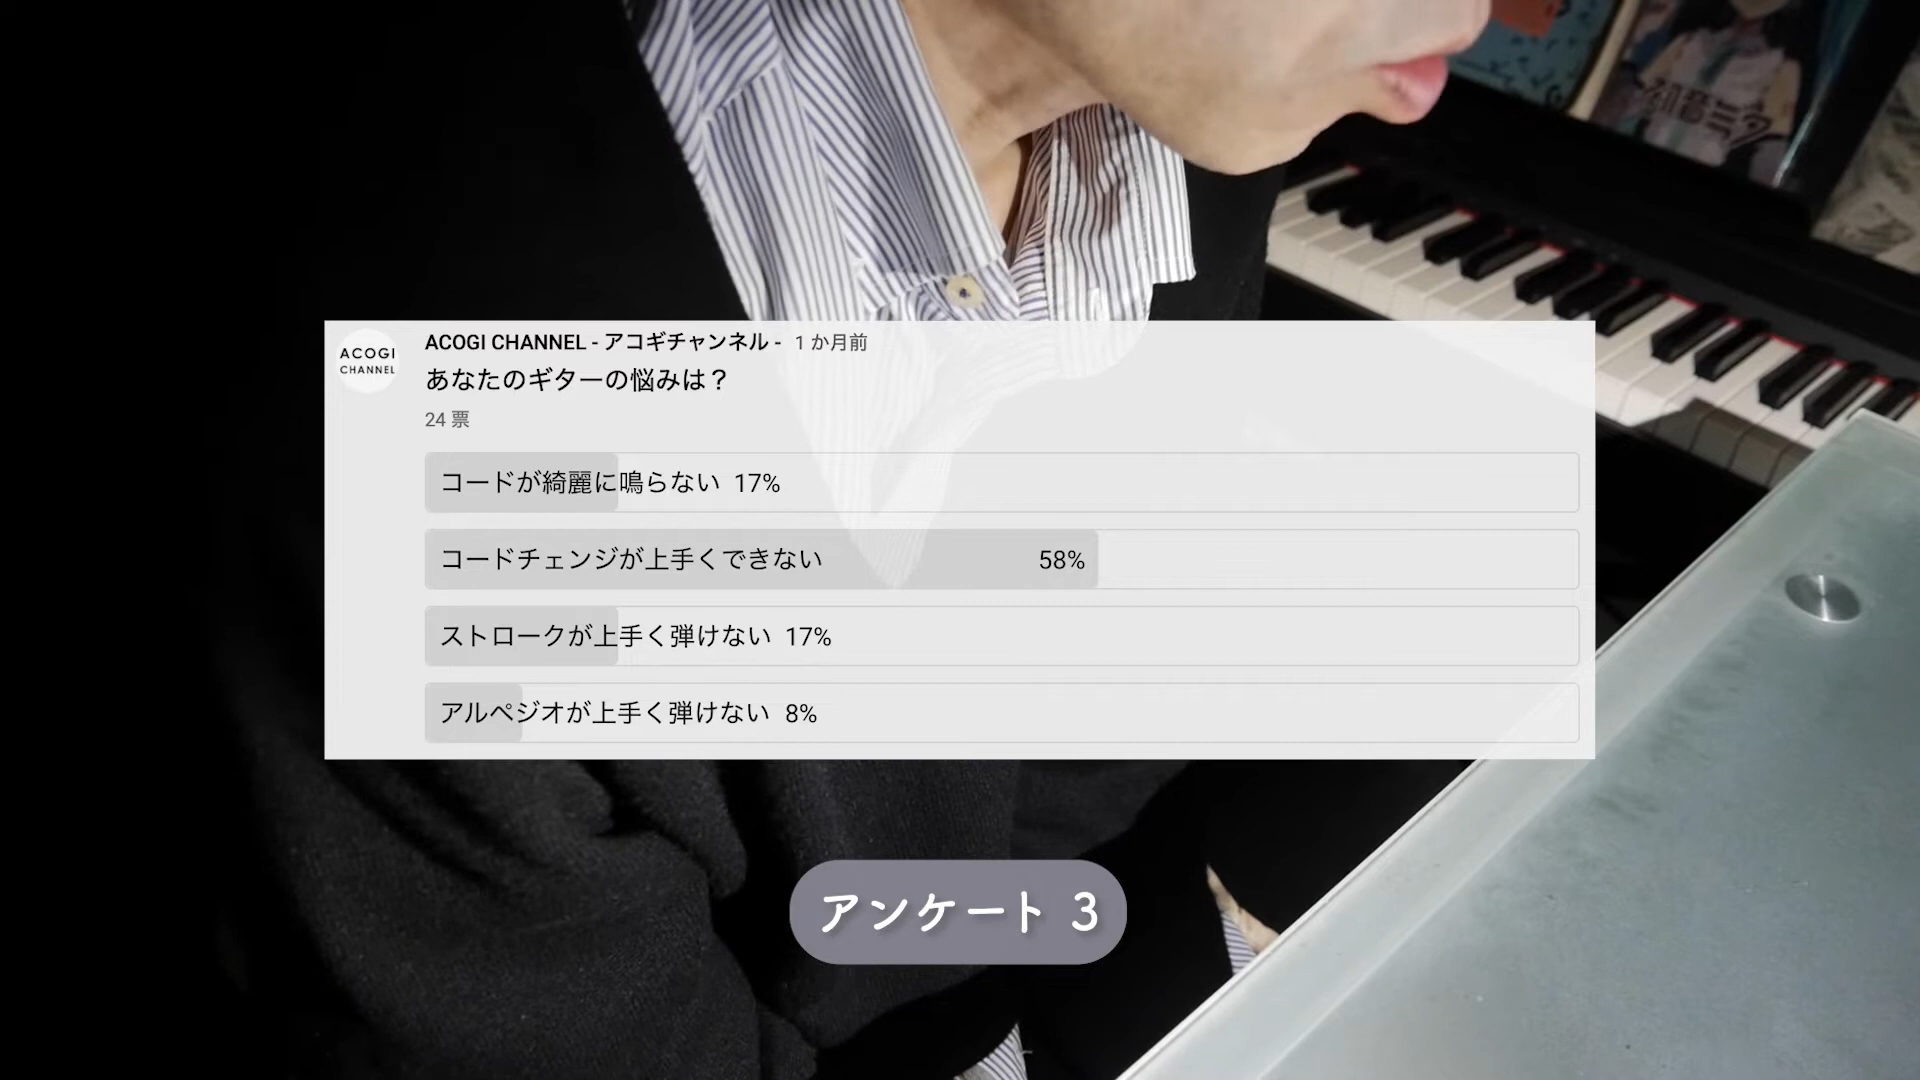 初音ミク
ACOGI
CHANNEL
ACOGI CHANNEL - アコギチャンネル - 1 か月前
あなたのギターの悩みは？
24 票
コードが綺麗に鳴らない 17%
コードチェンジが上手くできない 58%
ストロークが上手く弾けない 17%
アルペジオが上手く弾けない 8%
アンケート 3